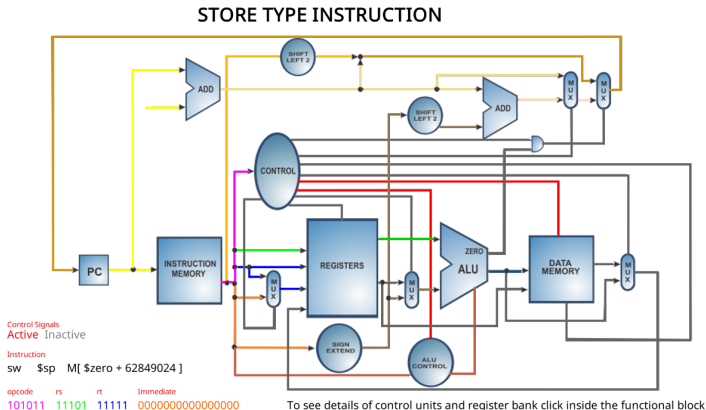 STORE TYPE INSTRUCTION
SHIFT
LEFT 2
ADD
MUX
MUX
SHIFT
LEFT 2
ADD
CONTROL
PC
INSTRUCTION
MEMORY
REGISTERS
MUX
MUX
ZERO
ALU
DATA
MEMORY
MUX
SIGN
EXTEND
ALU
CONTROL
Control Signals
Active Inactive
Instruction
sw $sp M[ $zero + 62849024 ]
opcode rs rt Immediate
101011 11101 11111 0000000000000000
To see details of control units and register bank click inside the functional block